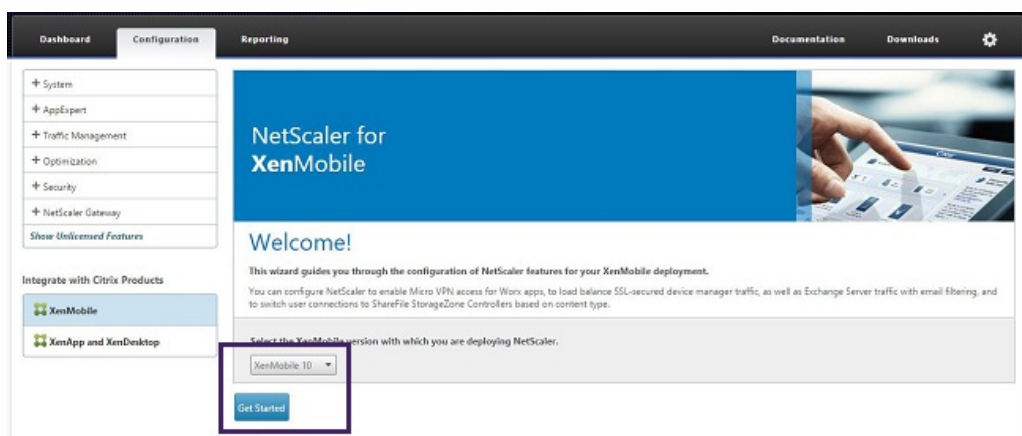 Dashboard
Configuration
Reporting
Documentation
Downloads
+ System
+ AppExpert
+ Traffic Management
+ Optimization
+ Security
+ NetScaler Gateway
Show Unlicensed Features
Integrate with Citrix Products
XenMobile
XenApp and XenDesktop
NetScaler for
XenMobile
Welcome!
This wizard guides you through the configuration of NetScaler features for your XenMobile deployment.
You can configure NetScaler to enable Micro VPN access for Worx apps, to load balance SSL-secured device manager traffic, as well as Exchange Server traffic with email filtering, and
to switch user connections to ShareFile StorageZone Controllers based on content type.
Select the XenMobile version with which you are deploying NetScaler.
XenMobile 10
Get Started